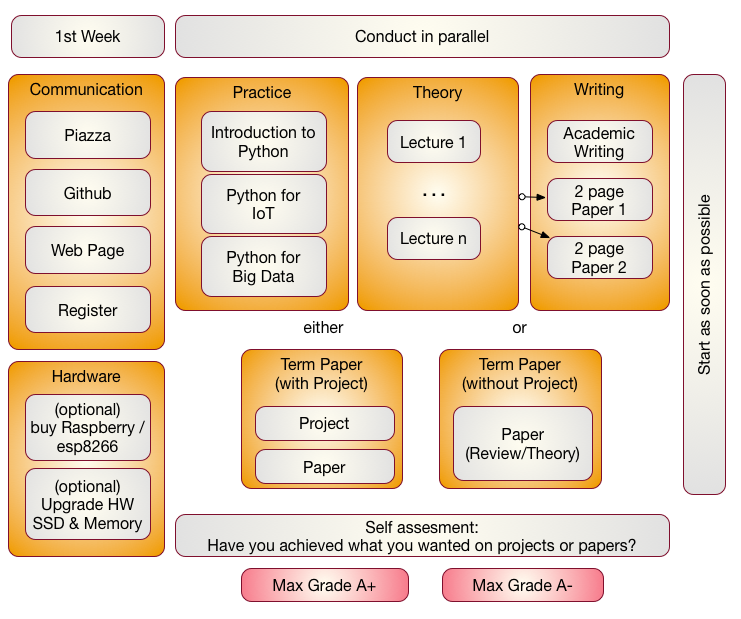 1st Week
Conduct in parallel
Communication
Piazza
Github
Web Page
Register
Hardware
(optional)
buy Raspberry /
esp8266
(optional)
Upgrade HW
SSD & Memory
Practice
Introduction to
Python
Python for
IoT
Python for
Big Data
Theory
Lecture 1
. . .
Lecture n
Writing
Academic
Writing
2 page
Paper 1
2 page
Paper 2
Start as soon as possible
either
or
Term Paper
(with Project)
Project
Paper
Term Paper
(without Project)
Paper
(Review/Theory)
Self assesment:
Have you achieved what you wanted on projects or papers?
Max Grade A+
Max Grade A-